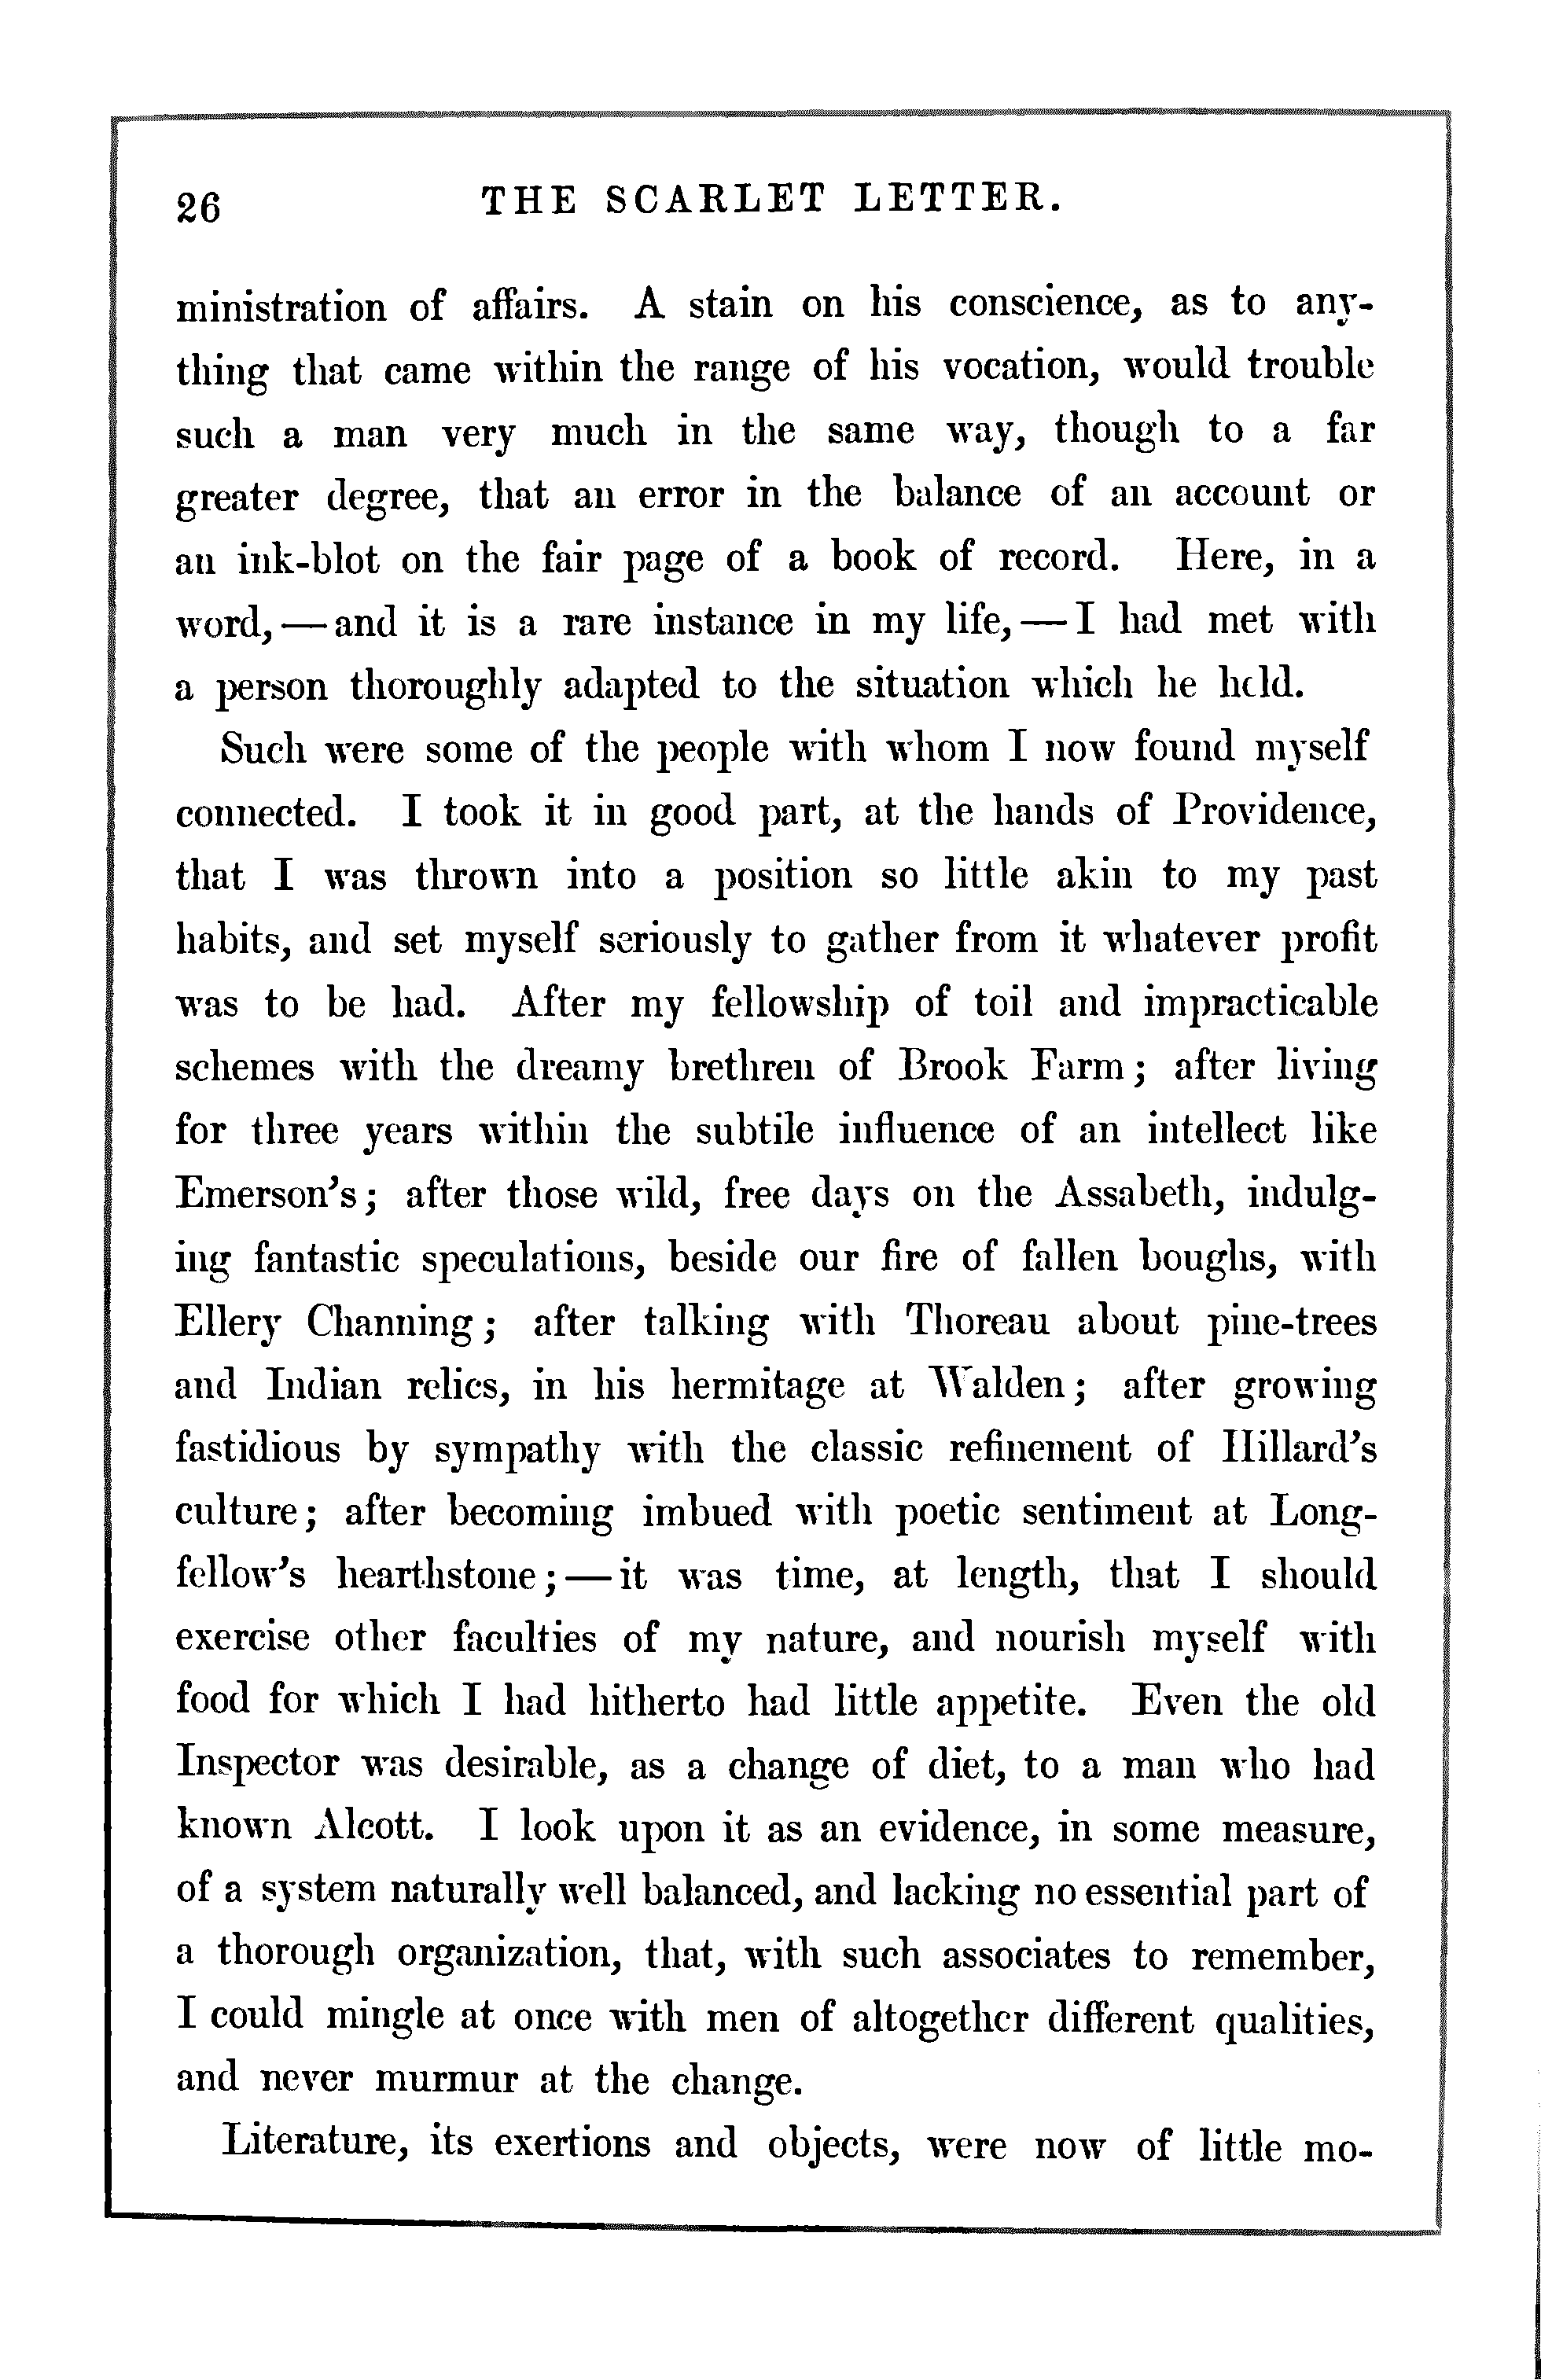 26 THE SCARLET LETTER.
ministration of affairs. A stain on his conscience, as to any-
thing that came within the range of his vocation, would trouble
such a man very much in the same way, though to a far
greater degree, that an error in the balance of an account or
an ink-blot on the fair page of a book of record. Here, in a
word,—and it is a rare instance in my life,—I had met with
a person thoroughly adapted to the situation which he held.
Such were some of the people with whom I now found myself
connected. I took it in good part, at the hands of Providence,
that I was thrown into a position so little akin to my past
habits, and set myself seriously to gather from it whatever profit
was to be had. After my fellowship of toil and impracticable
schemes with the dreamy brethren of Brook Farm; after living
for three years within the subtile influence of an intellect like
Emerson's; after those wild, free days on the Assabeth, indulg-
ing fantastic speculations, beside our fire of fallen boughs, with
Ellery Channing; after talking with Thoreau about pine-trees
and Indian relics, in his hermitage at Walden; after growing
fastidious by sympathy with the classic refinement of Hillard's
culture; after becoming imbued with poetic sentiment at Long-
fellow's hearthstone;—it was time, at length, that I should
exercise other faculties of my nature, and nourish myself with
food for which I had hitherto had little appetite. Even the old
Inspector was desirable, as a change of diet, to a man who had
known Alcott. I look upon it as an evidence, in some measure,
of a system naturally well balanced, and lacking no essential part of
a thorough organization, that, with such associates to remember,
I could mingle at once with men of altogether different qualities,
and never murmur at the change.
Literature, its exertions and objects, were now of little mo-